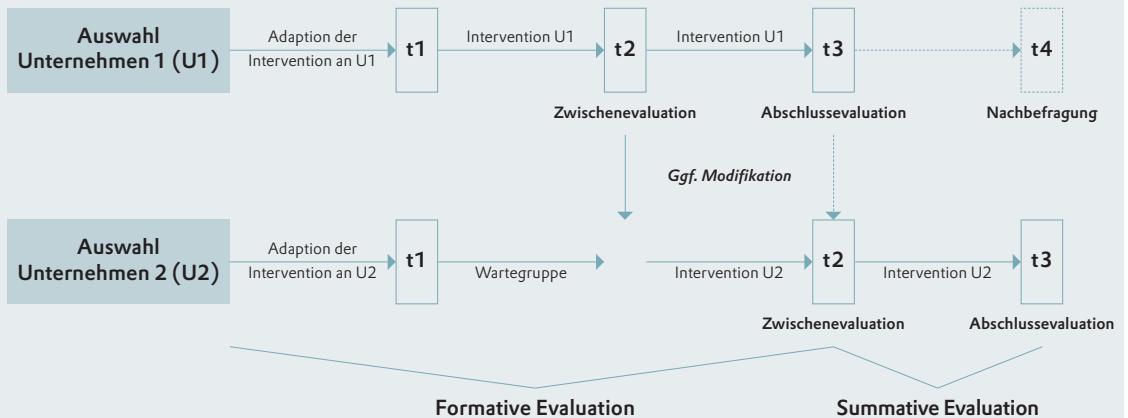 Auswahl
Unternehmen 1 (U1)
Adaption der
Intervention an U1
t1
Intervention U1
t2
Intervention U1
t3
t4
Zwischenevaluation
Abschlussevaluation
Nachbefragung
Ggf. Modifikation
Auswahl
Unternehmen 2 (U2)
Adaption der
Intervention an U2
t1
Wartegruppe
Intervention U2
t2
Intervention U2
t3
Zwischenevaluation
Abschlussevaluation
Formative Evaluation
Summative Evaluation